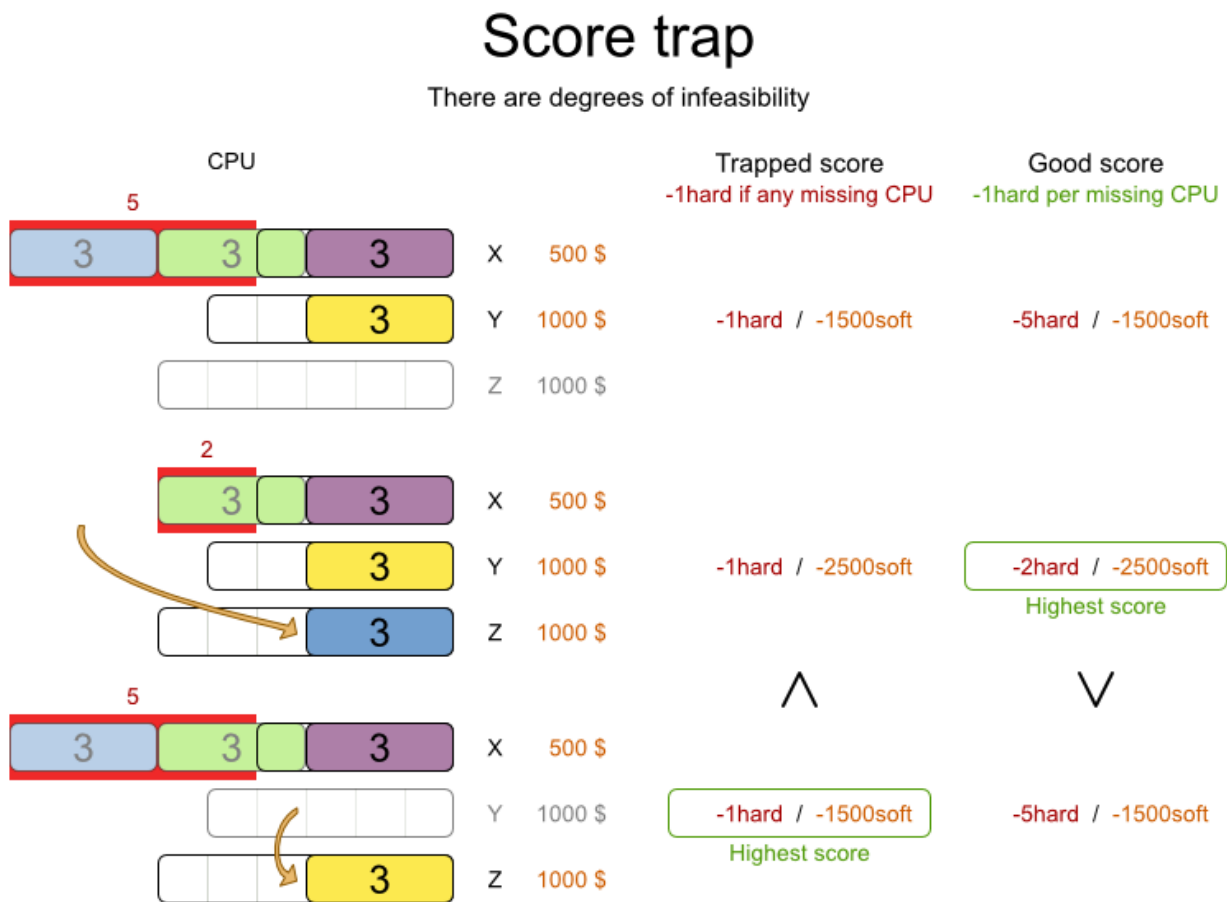 Score trap
There are degrees of infeasibility
CPU Trapped score Good score
-1hard if any missing CPU -1hard per missing CPU
5
3 3 3 X 500 $
3 Y 1000 $ -1hard / -1500soft -5hard / -1500soft
Z 1000 $
2
3 3 X 500 $
3 Y 1000 $ -1hard / -2500soft -2hard / -2500soft
Highest score
3 Z 1000 $
5
3 3 3 X 500 $
Y 1000 $ -1hard / -1500soft -5hard / -1500soft
Highest score
3 Z 1000 $